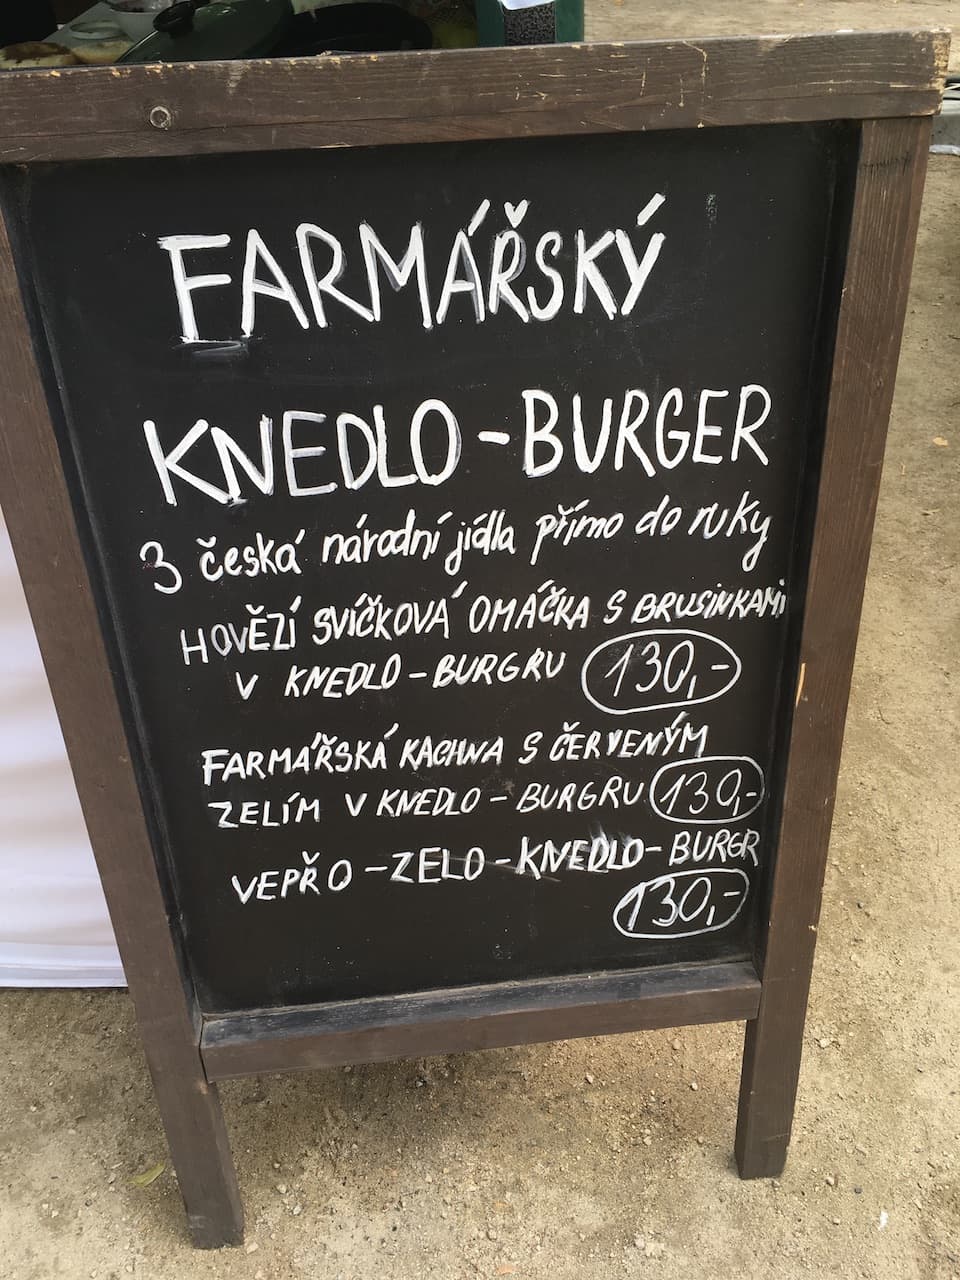 FARMÁŘSKÝ
KNEDLO-BURGER
3 česká národní jídla přímo do ruky
HOVĚZÍ SVÍČKOVÁ OMÁČKA S BRUSINKAMI
V KNEDLO-BURGRU 130,-
FARMÁŘSKÁ KACHNA S ČERVENÝM
ZELÍM V KNEDLO-BURGRU 130,-
VEPŘO-ZELO-KNEDLO-BURGR
130,-